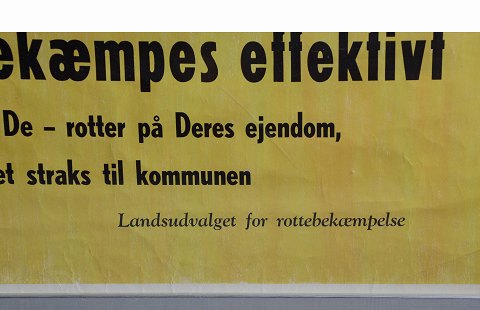 ekæmpes effektivt
De – rotter på Deres ejendom,
et straks til kommunen
Landsudvalget for rottebekæmpelse